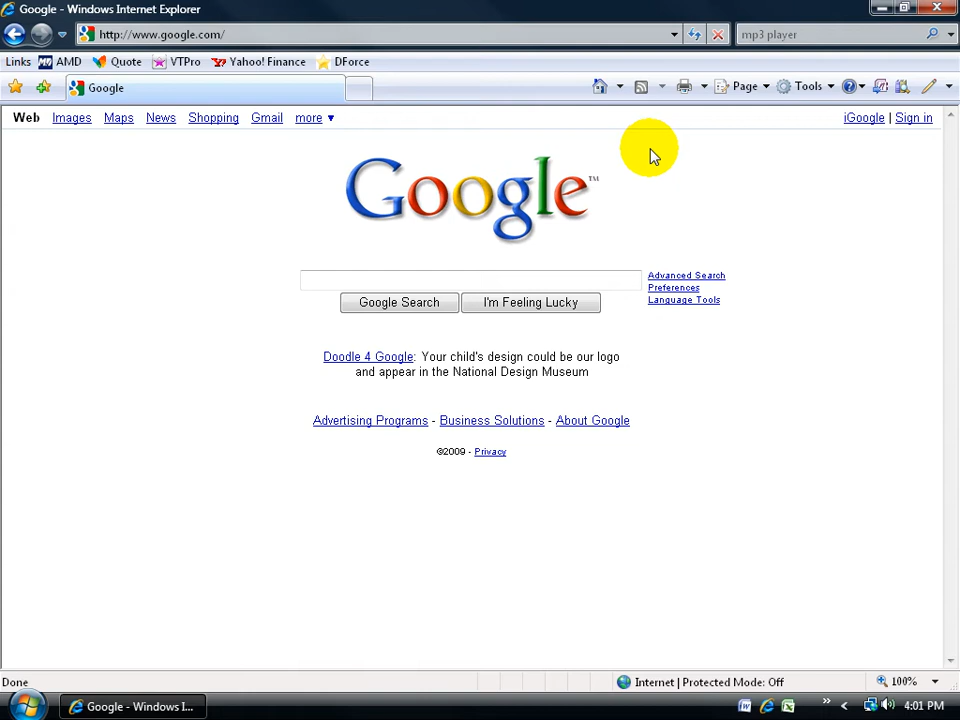 Google - Windows Internet Explorer
http://www.google.com/
mp3 player
Links AMD Quote VTPro Yahoo! Finance DForce
Google
Page Tools
Web Images Maps News Shopping Gmail more ▼
iGoogle | Sign in
Google™
Advanced Search
Preferences
Language Tools
Google Search I'm Feeling Lucky
Doodle 4 Google: Your child's design could be our logo
and appear in the National Design Museum
Advertising Programs - Business Solutions - About Google
©2009 - Privacy
Done
Internet | Protected Mode: Off
100%
Google - Windows I...
4:01 PM